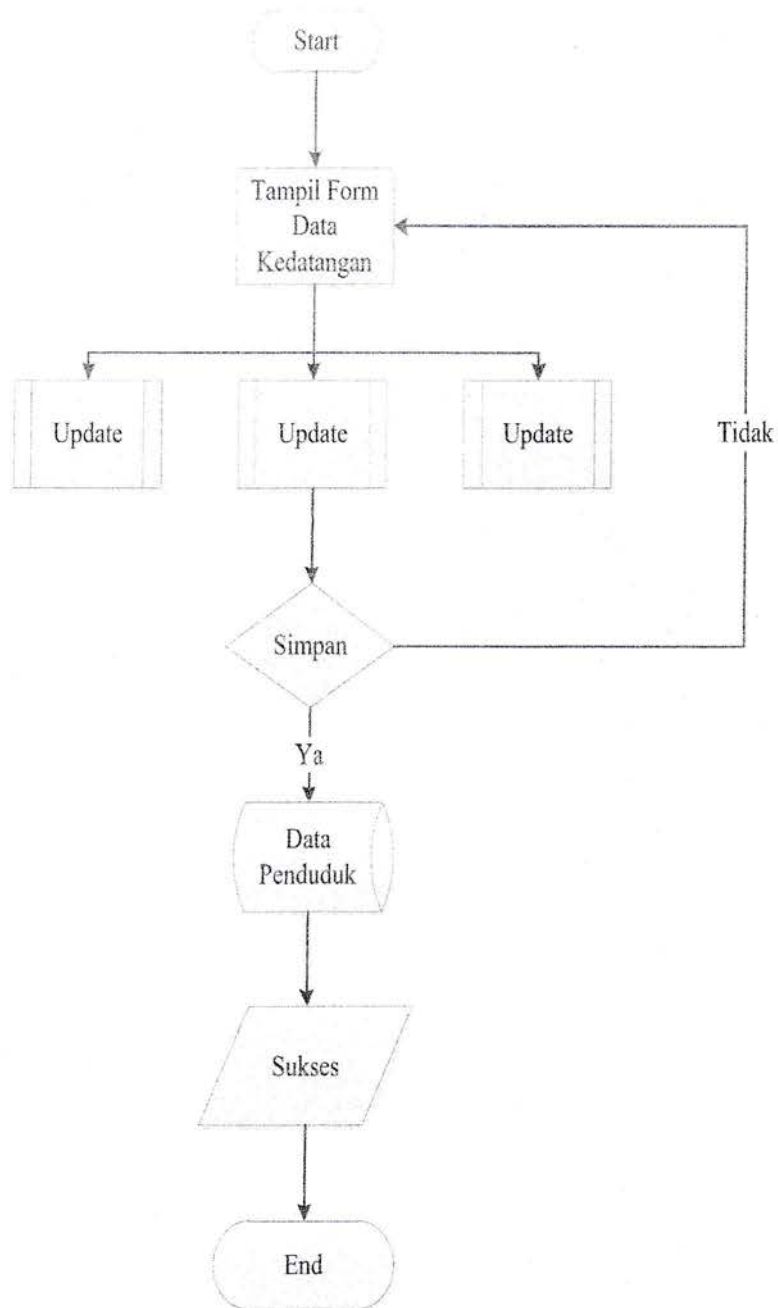 Start
Tampil Form
Data
Kedatangan
Update
Update
Update
Tidak
Simpan
Ya
Data
Penduduk
Sukses
End